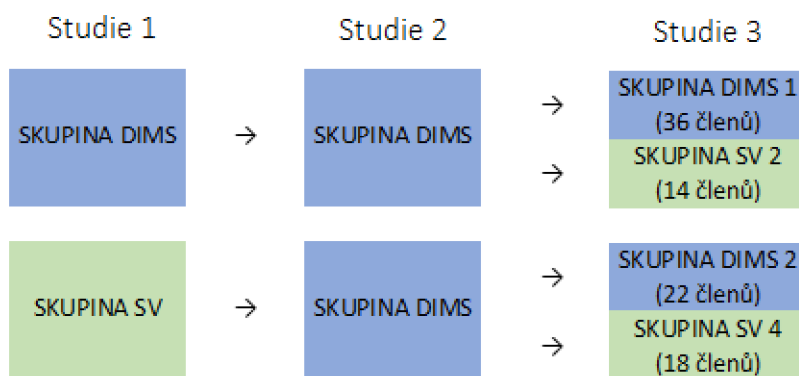 Studie 1
Studie 2
Studie 3
SKUPINA DIMS
→
SKUPINA DIMS
→
SKUPINA DIMS 1
(36 členů)
→
SKUPINA SV 2
(14 členů)
SKUPINA SV
→
SKUPINA DIMS
→
SKUPINA DIMS 2
(22 členů)
→
SKUPINA SV 4
(18 členů)